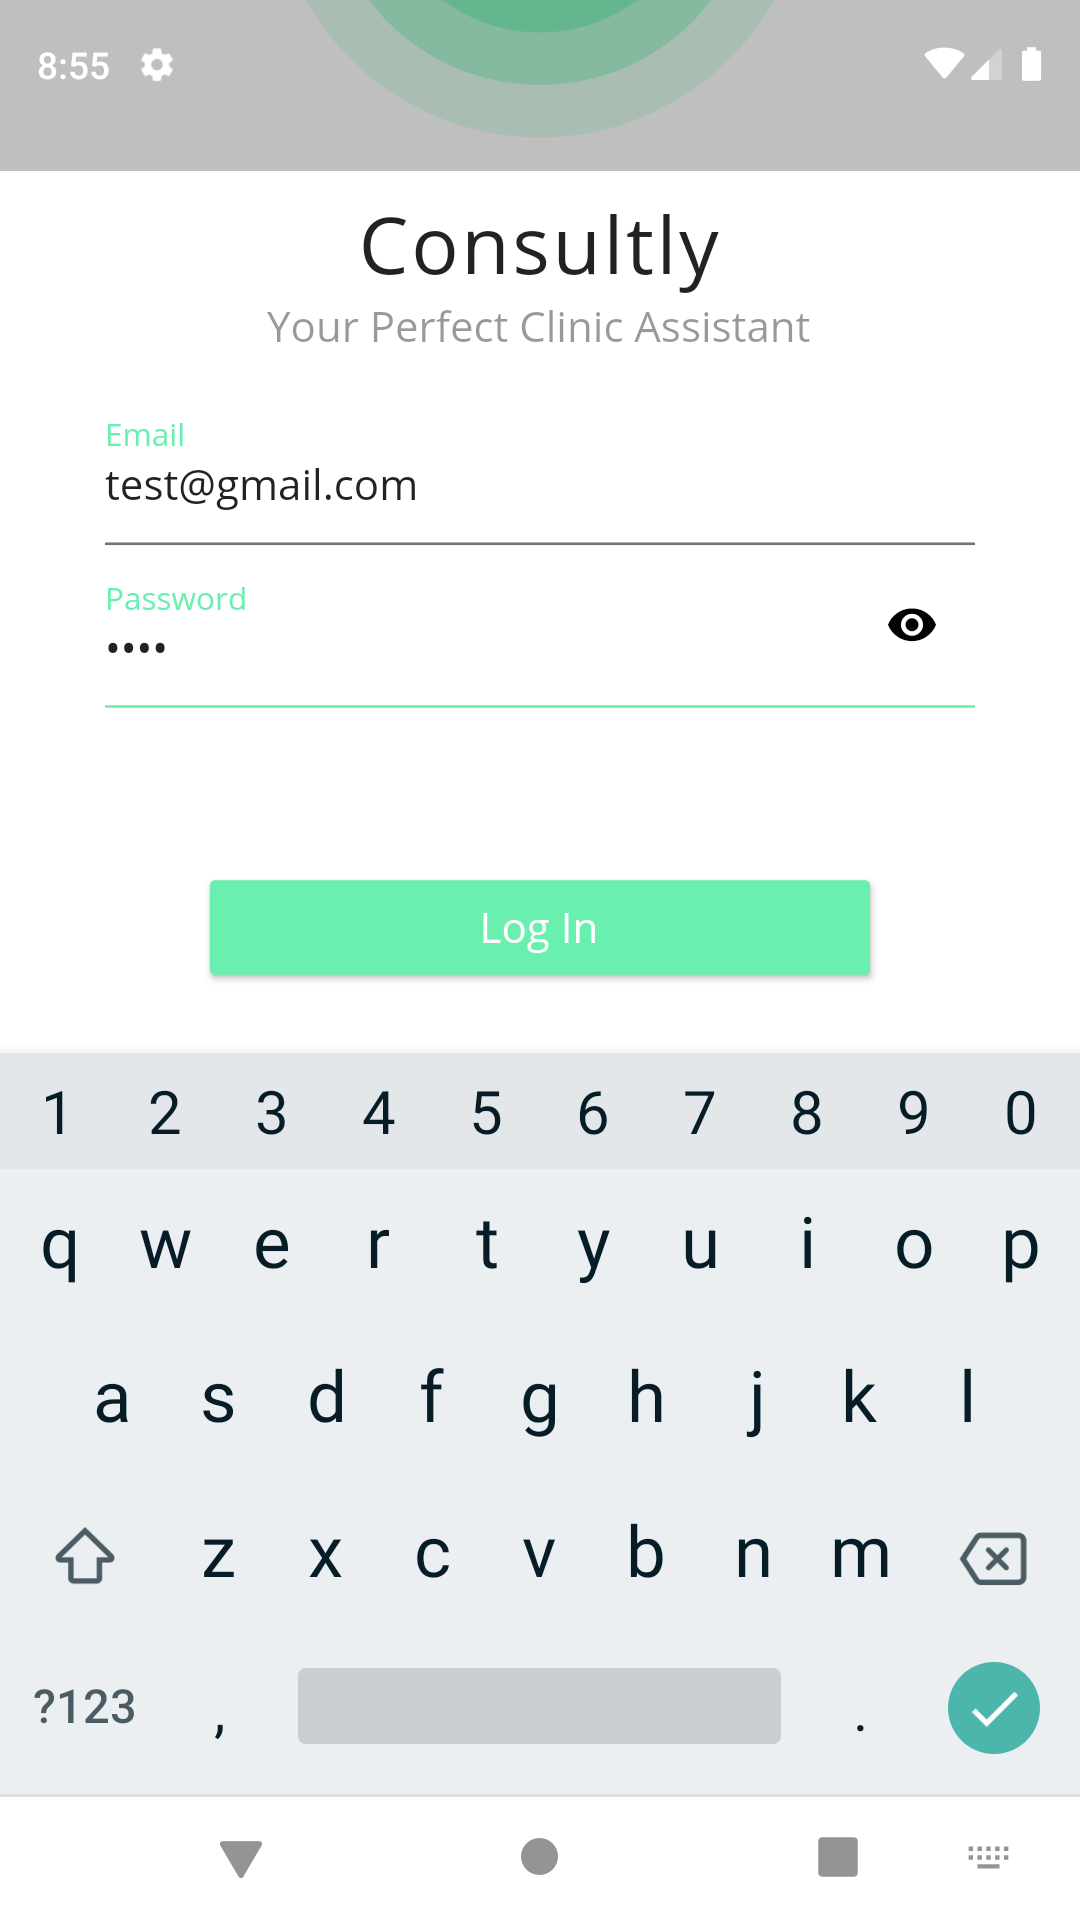 8:55
Consultly
Your Perfect Clinic Assistant
Email
test@gmail.com
Password
••••
Log In
1 2 3 4 5 6 7 8 9 0
q w e r t y u i o p
a s d f g h j k l
z x c v b n m
?123 , .